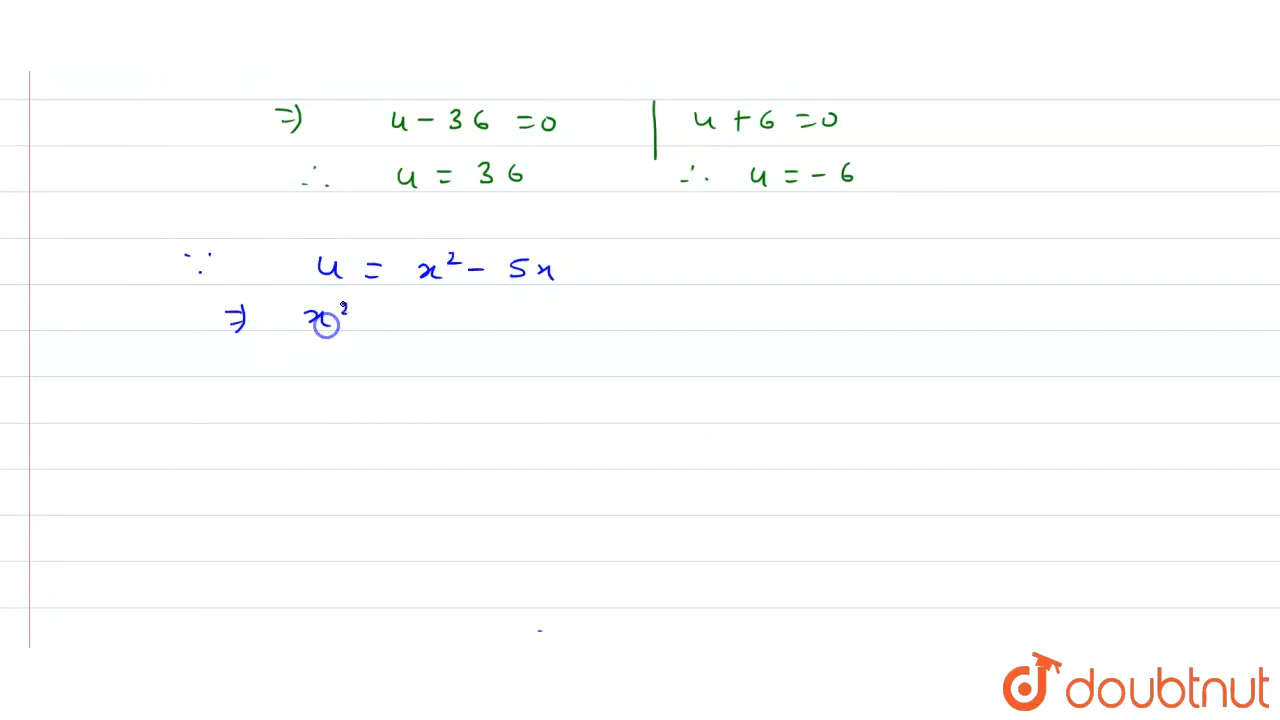 ⇒ u - 36 = 0 | u + 6 = 0
∴ u = 36 ∴ u = - 6
∵ u = x² - 5x
⇒ x²
doubtnut